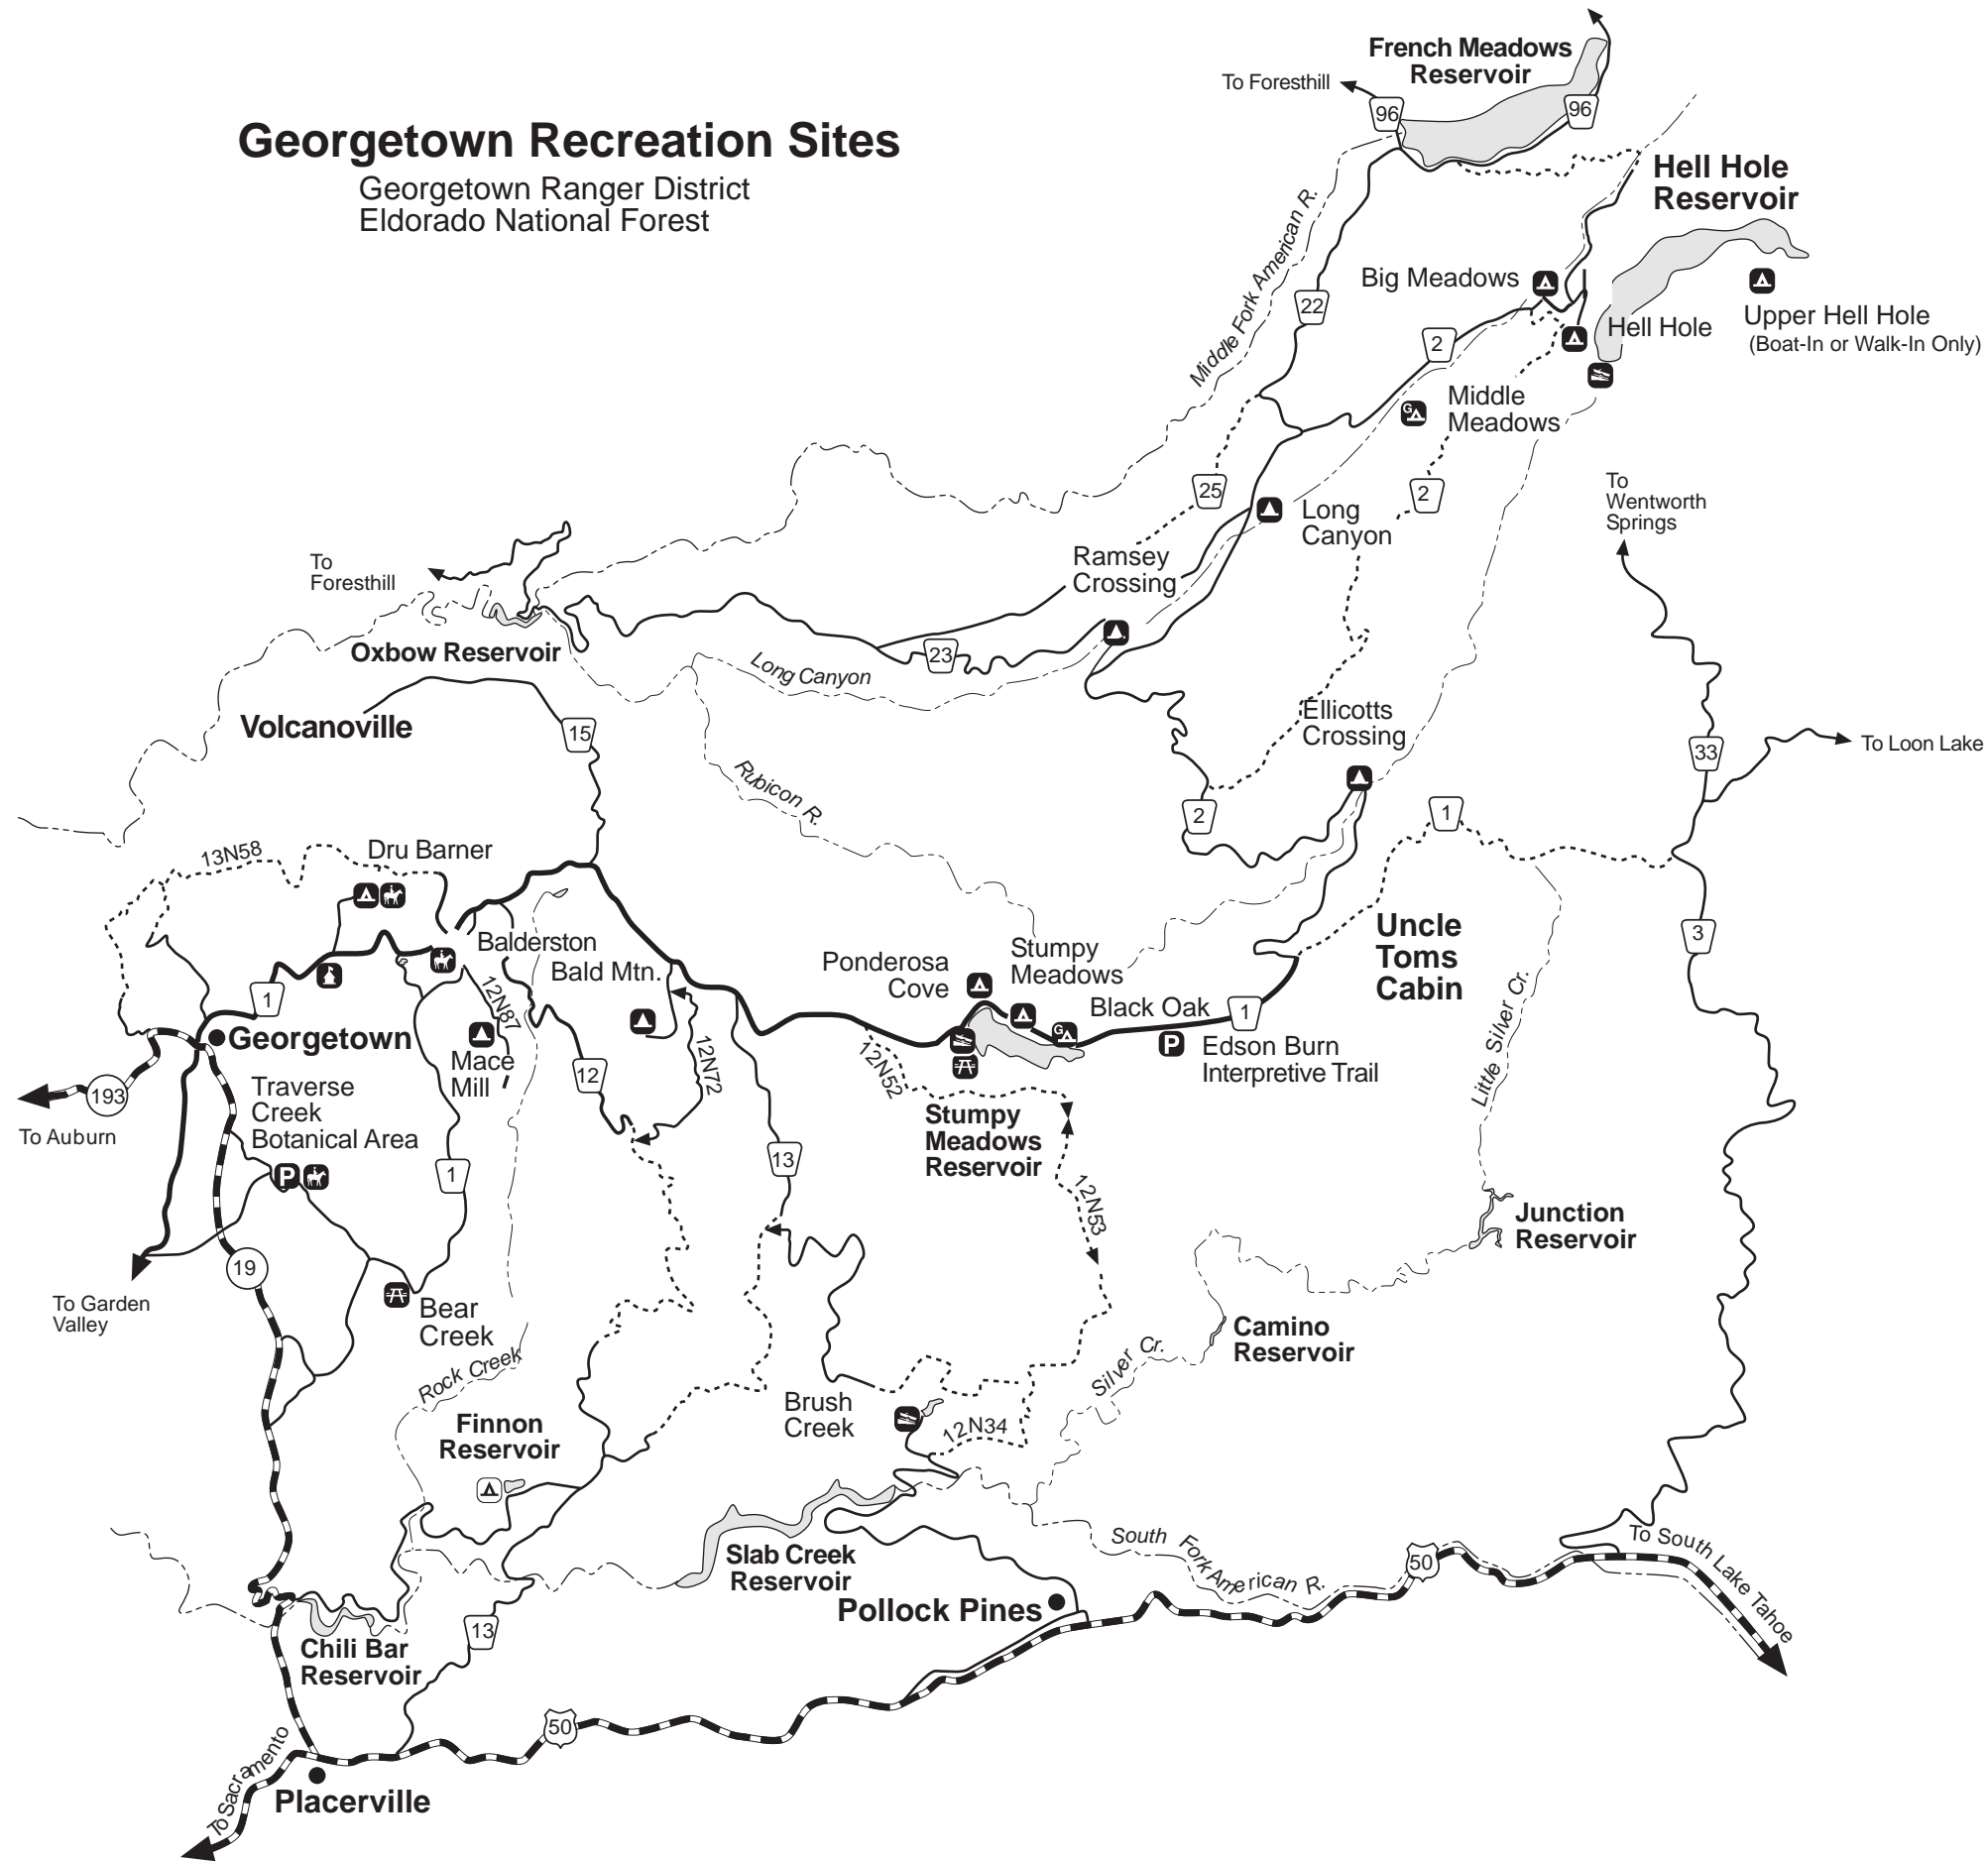 Georgetown Recreation Sites
Georgetown Ranger District
Eldorado National Forest
French Meadows
Reservoir
To Foresthill
96
96
Hell Hole
Reservoir
Middle Fork American R.
22
Big Meadows
2
Hell Hole
Upper Hell Hole
(Boat-In or Walk-In Only)
G
Middle
Meadows
25
2
Long
Canyon
To
Wentworth
Springs
Ramsey
Crossing
To
Foresthill
Oxbow Reservoir
23
Long Canyon
Volcanoville
15
Ellicotts
Crossing
33
To Loon Lake
Rubicon R.
2
1
13N58
Dru Barner
Uncle
Toms
Cabin
3
Balderston
Bald Mtn.
Ponderosa
Cove
Stumpy
Meadows
1
12N87
Little Silver Cr.
Georgetown
Black Oak
1
G
P
Edson Burn
Interpretive Trail
Mace
Mill
12
12N72
12N52
193
To Auburn
Traverse
Creek
Botanical Area
Stumpy
Meadows
Reservoir
P
1
13
12N53
Junction
Reservoir
19
To Garden
Valley
Bear
Creek
Camino
Reservoir
Silver Cr.
Rock Creek
Brush
Creek
12N34
Finnon
Reservoir
Slab Creek
Reservoir
South Fork American R.
50
To South Lake Tahoe
Pollock Pines
13
Chili Bar
Reservoir
50
To Sacramento
Placerville